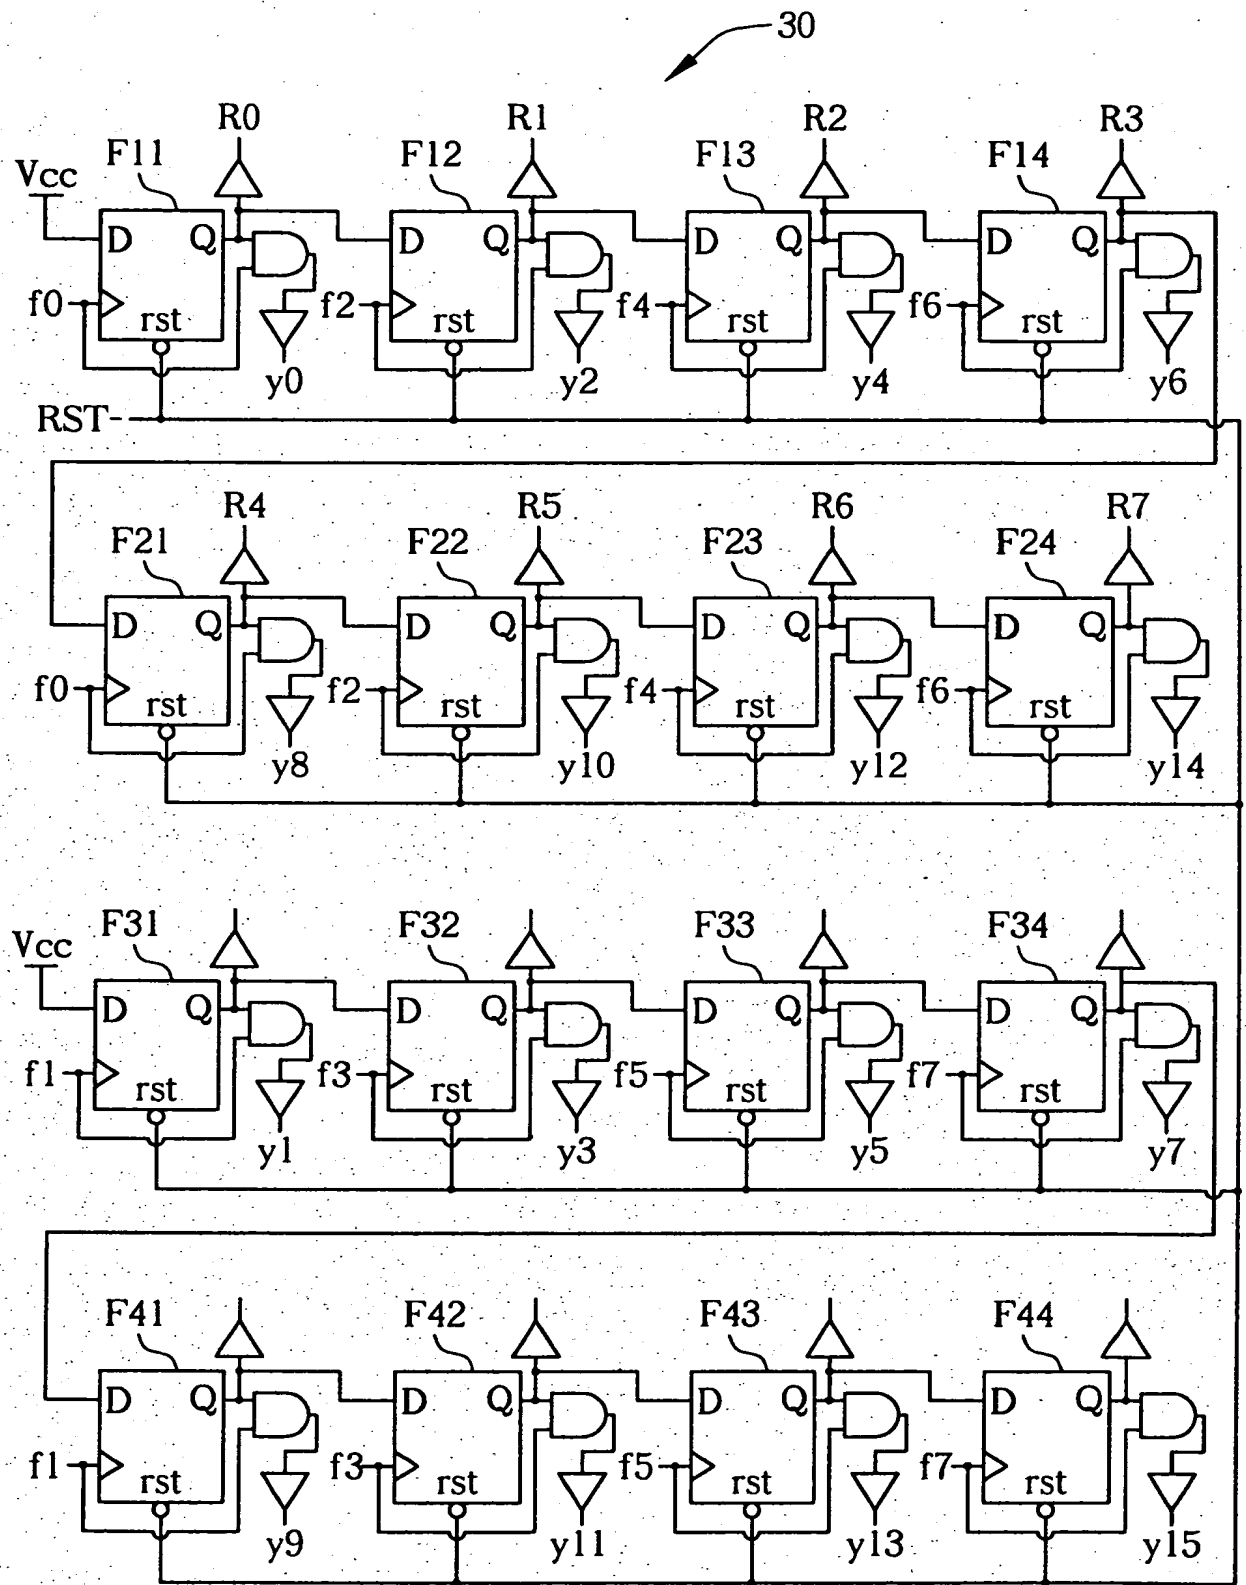 30
R0 R1 R2 R3
F11 F12 F13 F14
Vcc
D Q D Q D Q D Q
f0 rst f2 rst f4 rst f6 rst
y0 y2 y4 y6
RST
R4 R5 R6 R7
F21 F22 F23 F24
D Q D Q D Q D Q
f0 rst f2 rst f4 rst f6 rst
y8 y10 y12 y14
F31 F32 F33 F34
Vcc
D Q D Q D Q D Q
f1 rst f3 rst f5 rst f7 rst
y1 y3 y5 y7
F41 F42 F43 F44
D Q D Q D Q D Q
f1 rst f3 rst f5 rst f7 rst
y9 y11 y13 y15